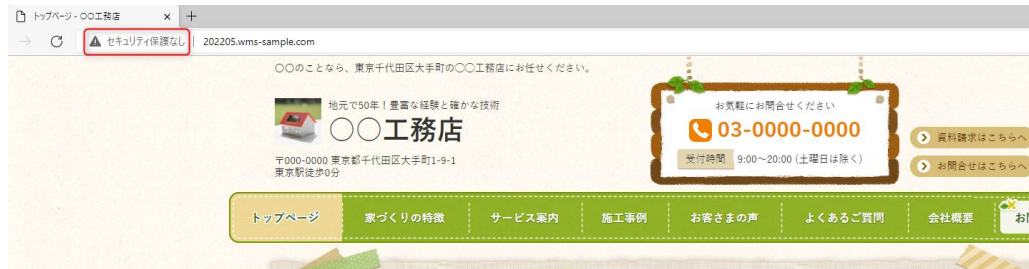 トップページ - 〇〇工務店
セキュリティ保護なし
202205.wms-sample.com
〇〇のことなら、東京千代田区大手町の〇〇工務店にお任せください。
地元で50年！豊富な経験と確かな技術
〇〇工務店
〒000-0000 東京都千代田区大手町1-9-1
東京駅徒歩0分
お気軽にお問合せください
03-0000-0000
受付時間 9:00～20:00 (土曜日は除く)
資料請求はこちらへ
お問合せはこちらへ
トップページ 家づくりの特徴 サービス案内 施工事例 お客さまの声 よくあるご質問 会社概要